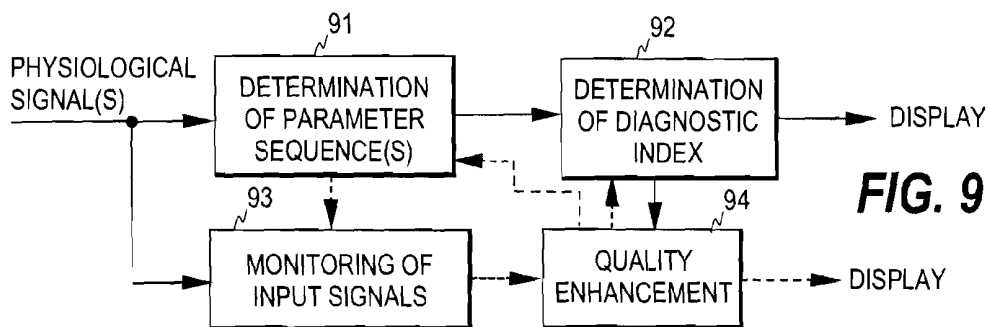 91
92
PHYSIOLOGICAL
SIGNAL(S)
DETERMINATION
OF PARAMETER
SEQUENCE(S)
DETERMINATION
OF DIAGNOSTIC
INDEX
DISPLAY
FIG. 9
93
94
MONITORING OF
INPUT SIGNALS
QUALITY
ENHANCEMENT
DISPLAY